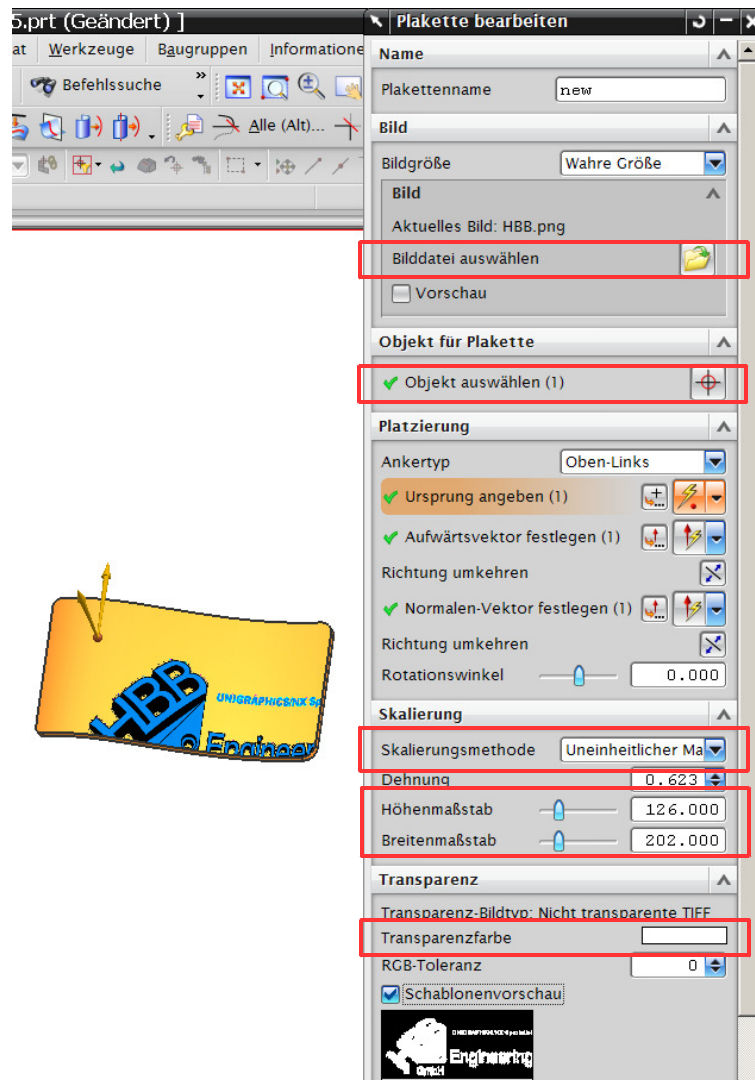 5.prt (Geändert) ]
at Werkzeuge Baugruppen Informatione
Befehlssuche »
Alle (Alt)...
HBB
UNIGRAPHICS/NX Sp
Engineer
Plakette bearbeiten
Name
Plakettenname new
Bild
Bildgröße Wahre Größe
Bild
Aktuelles Bild: HBB.png
Bilddatei auswählen
Vorschau
Objekt für Plakette
Objekt auswählen (1)
Platzierung
Ankertyp Oben-Links
Ursprung angeben (1)
Aufwärtsvektor festlegen (1)
Richtung umkehren
Normalen-Vektor festlegen (1)
Richtung umkehren
Rotationswinkel 0.000
Skalierung
Skalierungsmethode Uneinheitlicher Ma
Dehnung 0.623
Höhenmaßstab 126.000
Breitenmaßstab 202.000
Transparenz
Transparenz-Bildtyp: Nicht transparente TIFF
Transparenzfarbe
RGB-Toleranz 0
Schablonenvorschau
Engineering
GmbH